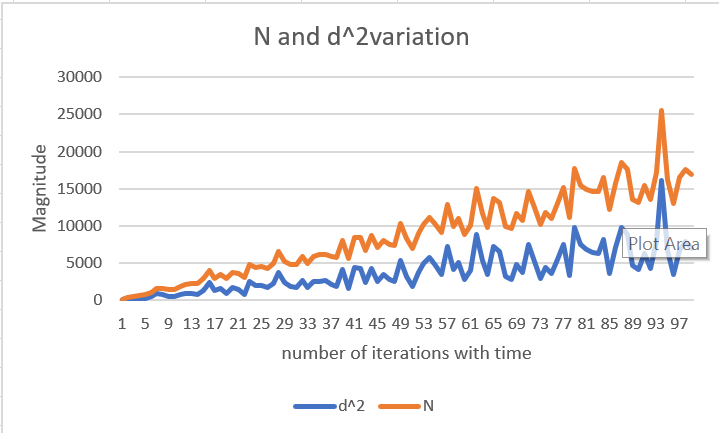 N and d^2variation
30000
25000
20000
15000
10000
5000
0
Magnitude
Plot Area
1 5 9 13 17 21 25 29 33 37 41 45 49 53 57 61 65 69 73 77 81 85 89 93 97
number of iterations with time
d^2 N